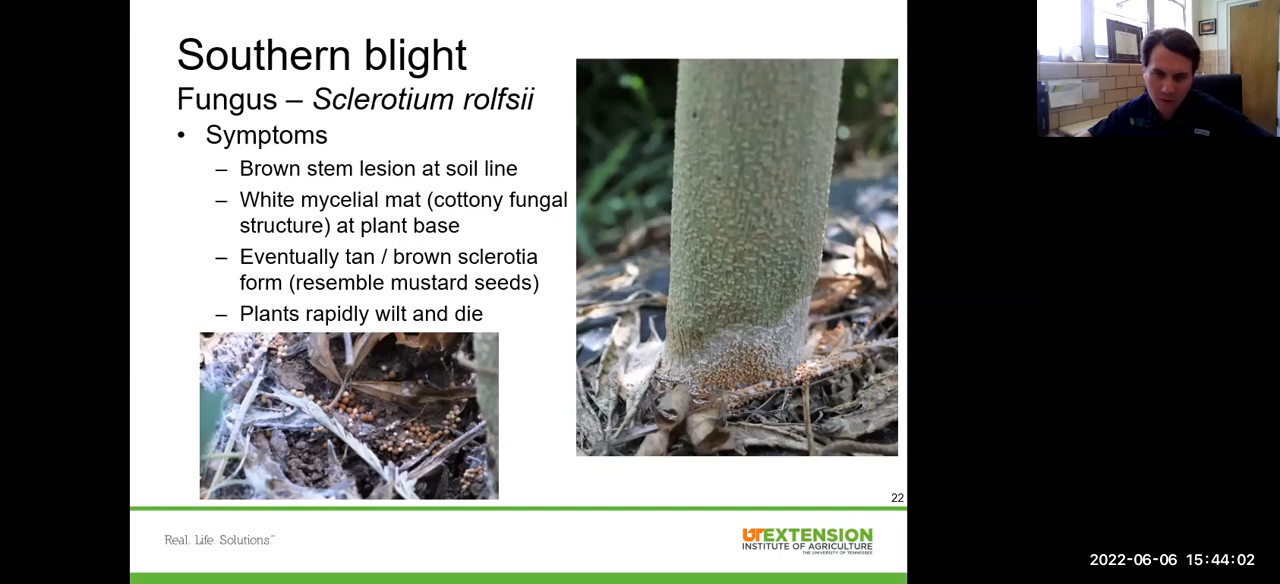 Southern blight
Fungus – Sclerotium rolfsii
• Symptoms
– Brown stem lesion at soil line
– White mycelial mat (cottony fungal
structure) at plant base
– Eventually tan / brown sclerotia
form (resemble mustard seeds)
– Plants rapidly wilt and die
22
Real. Life. Solutions.™
UT EXTENSION
INSTITUTE OF AGRICULTURE
THE UNIVERSITY OF TENNESSEE
2022-06-06 15:44:02